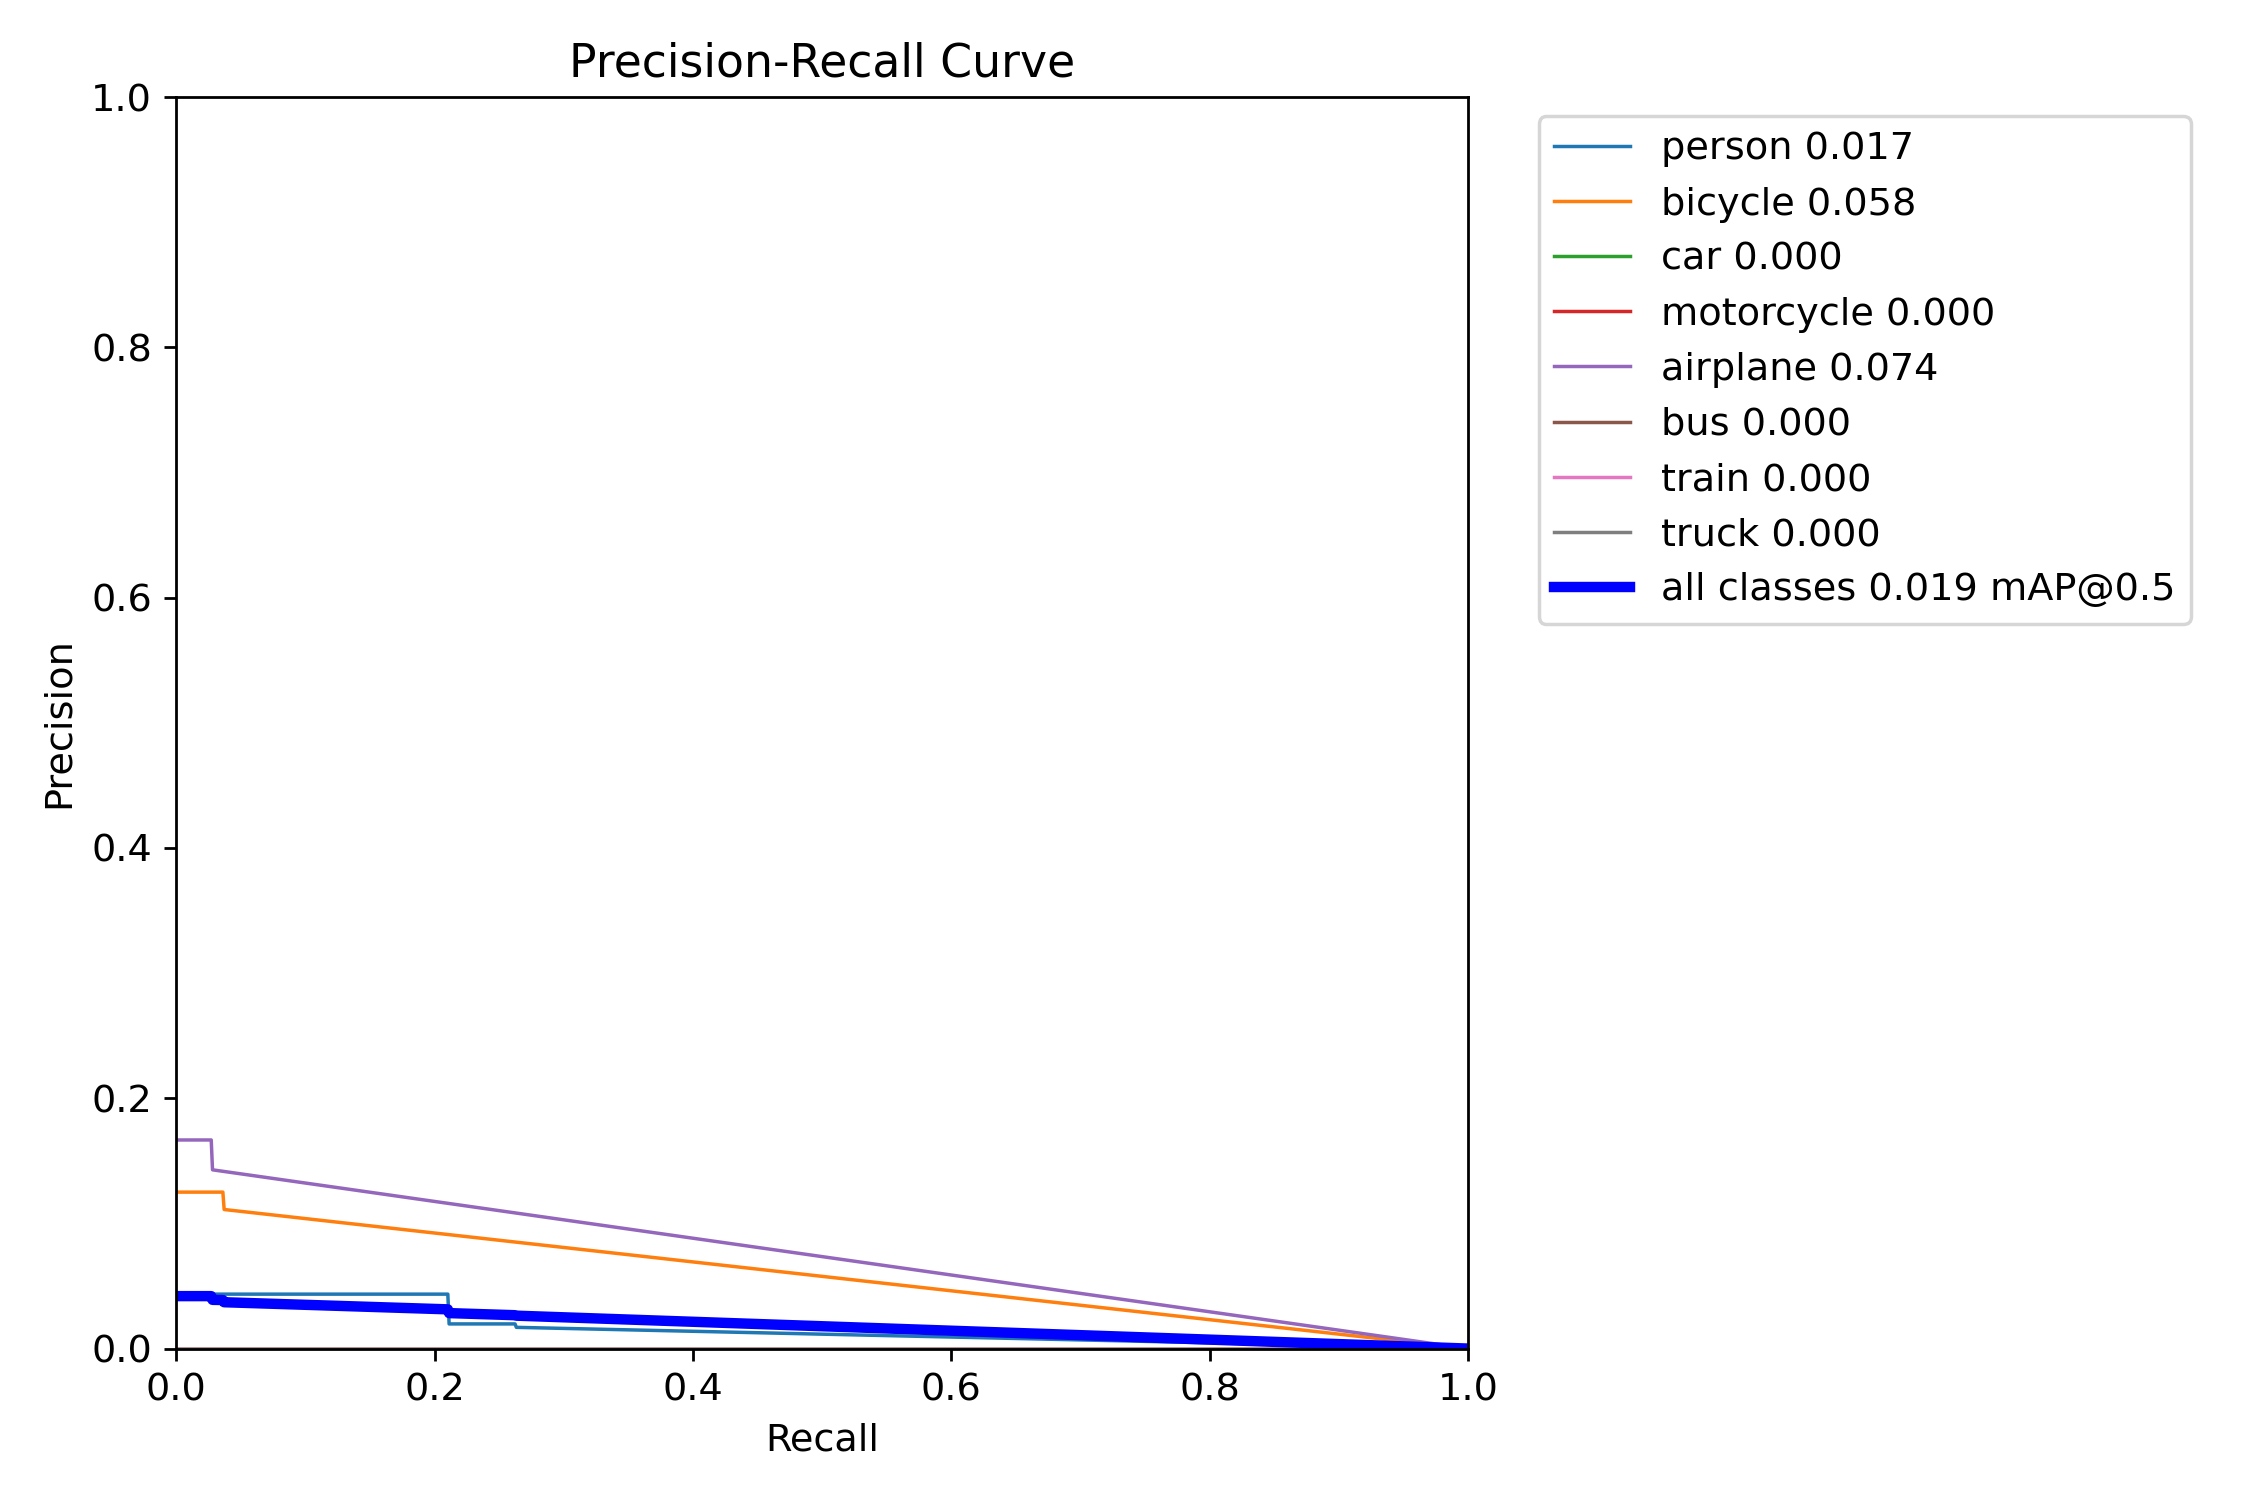 Precision-Recall Curve
1.0
0.8
0.6
0.4
0.2
0.0
Precision
0.0 0.2 0.4 0.6 0.8 1.0
Recall
person 0.017
bicycle 0.058
car 0.000
motorcycle 0.000
airplane 0.074
bus 0.000
train 0.000
truck 0.000
all classes 0.019 mAP@0.5